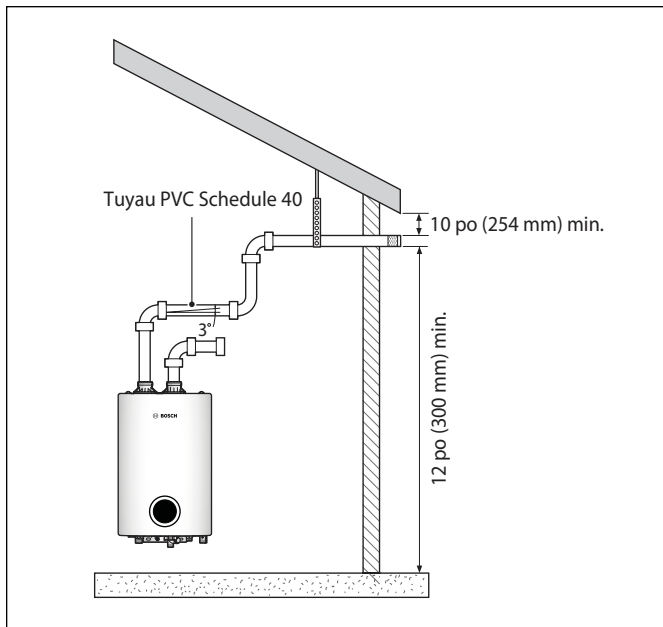 Tuyau PVC Schedule 40
10 po (254 mm) min.
3°
12 po (300 mm) min.
BOSCH